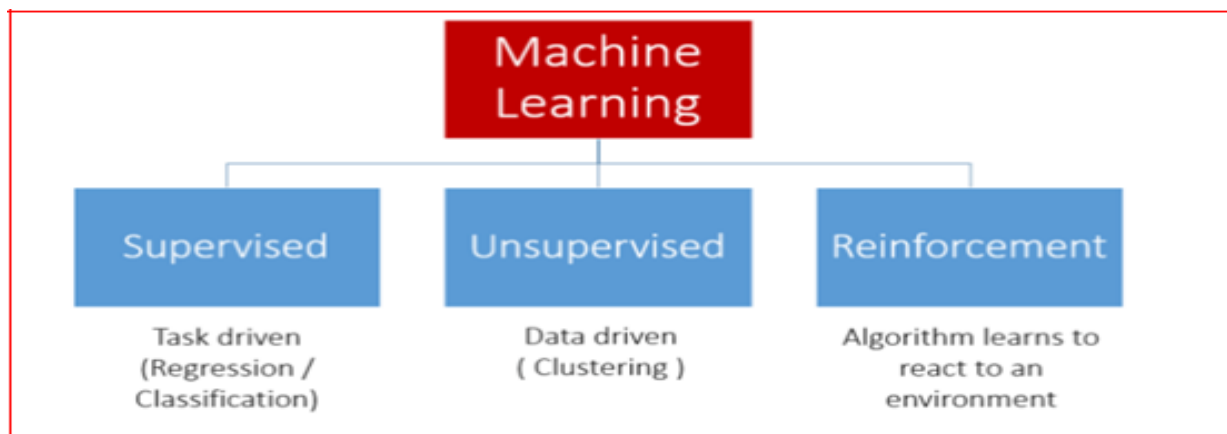 Machine
Learning
Supervised
Unsupervised
Reinforcement
Task driven
(Regression /
Classification)
Data driven
( Clustering )
Algorithm learns to
react to an
environment